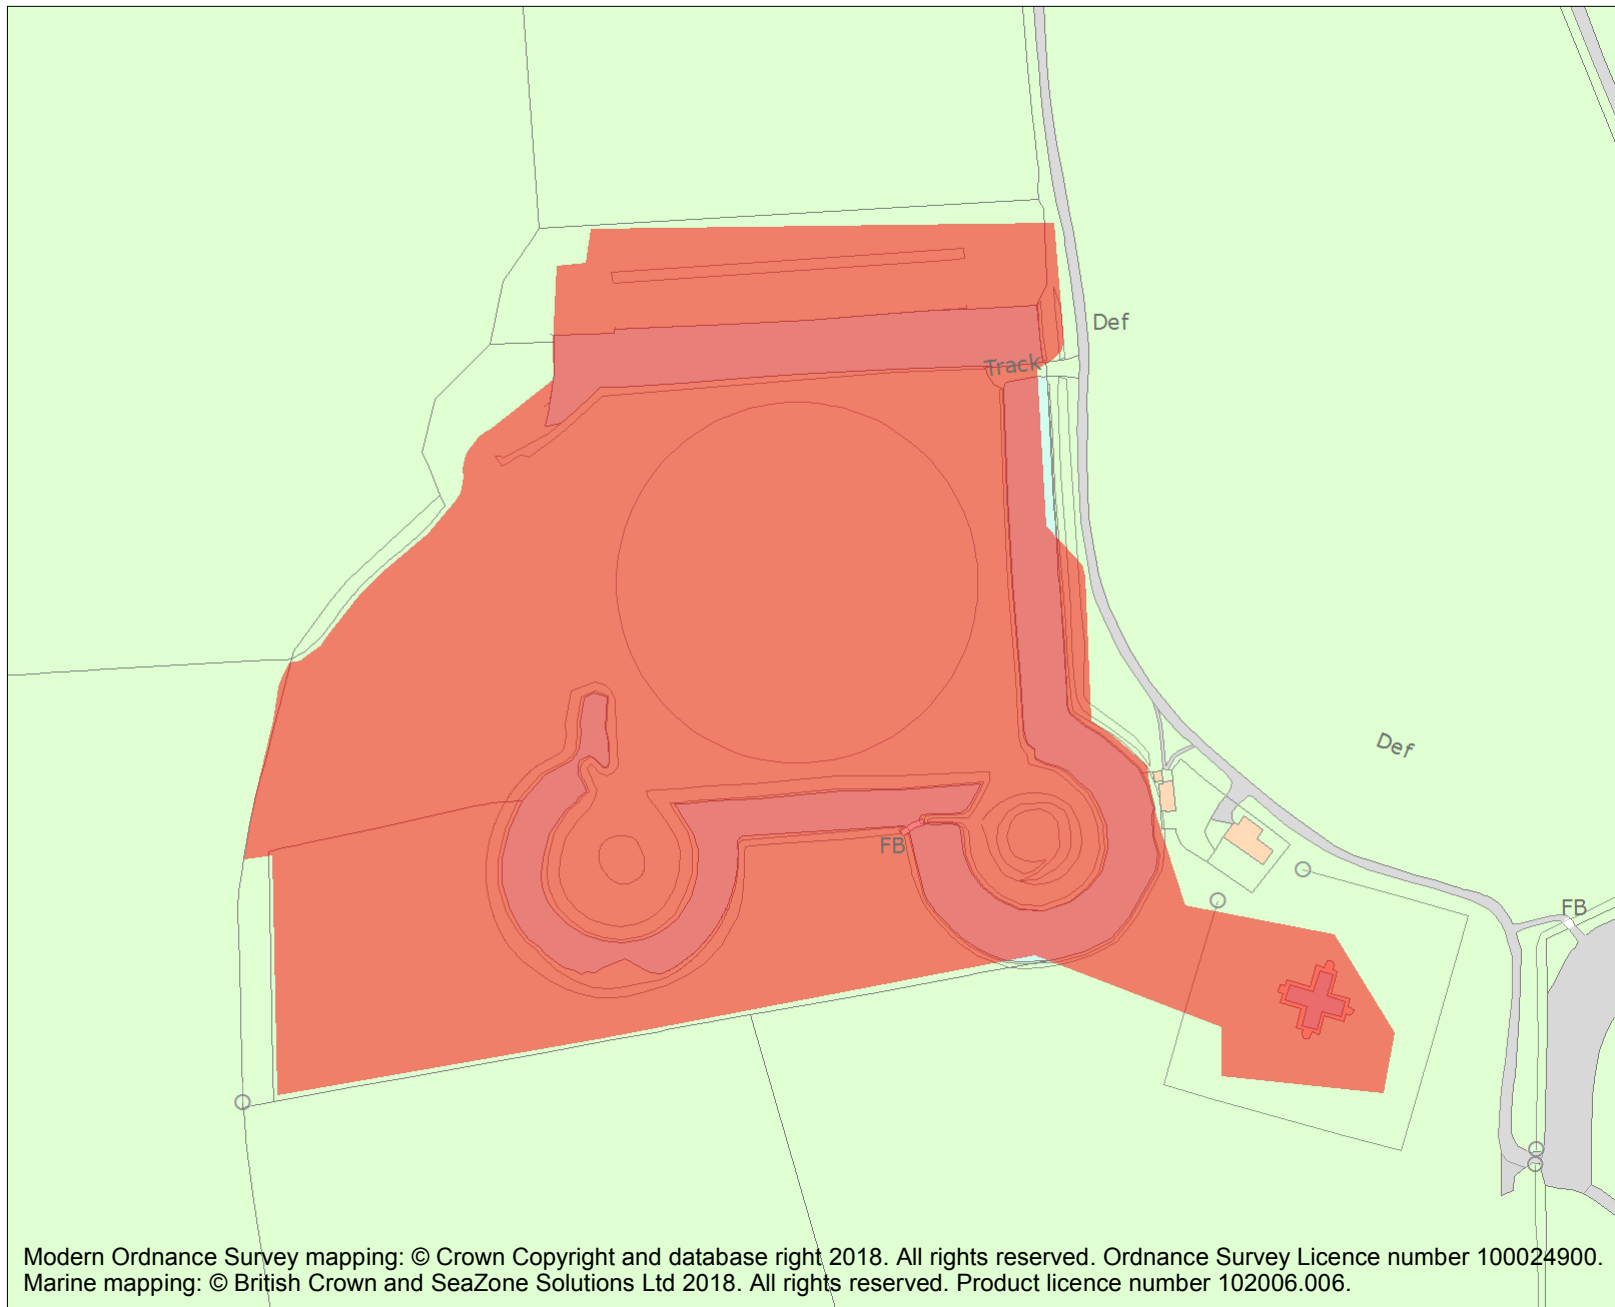 Def
Track
Def
FB
FB
Modern Ordnance Survey mapping: © Crown Copyright and database right 2018. All rights reserved. Ordnance Survey Licence number 100024900.
Marine mapping: © British Crown and SeaZone Solutions Ltd 2018. All rights reserved. Product licence number 102006.006.